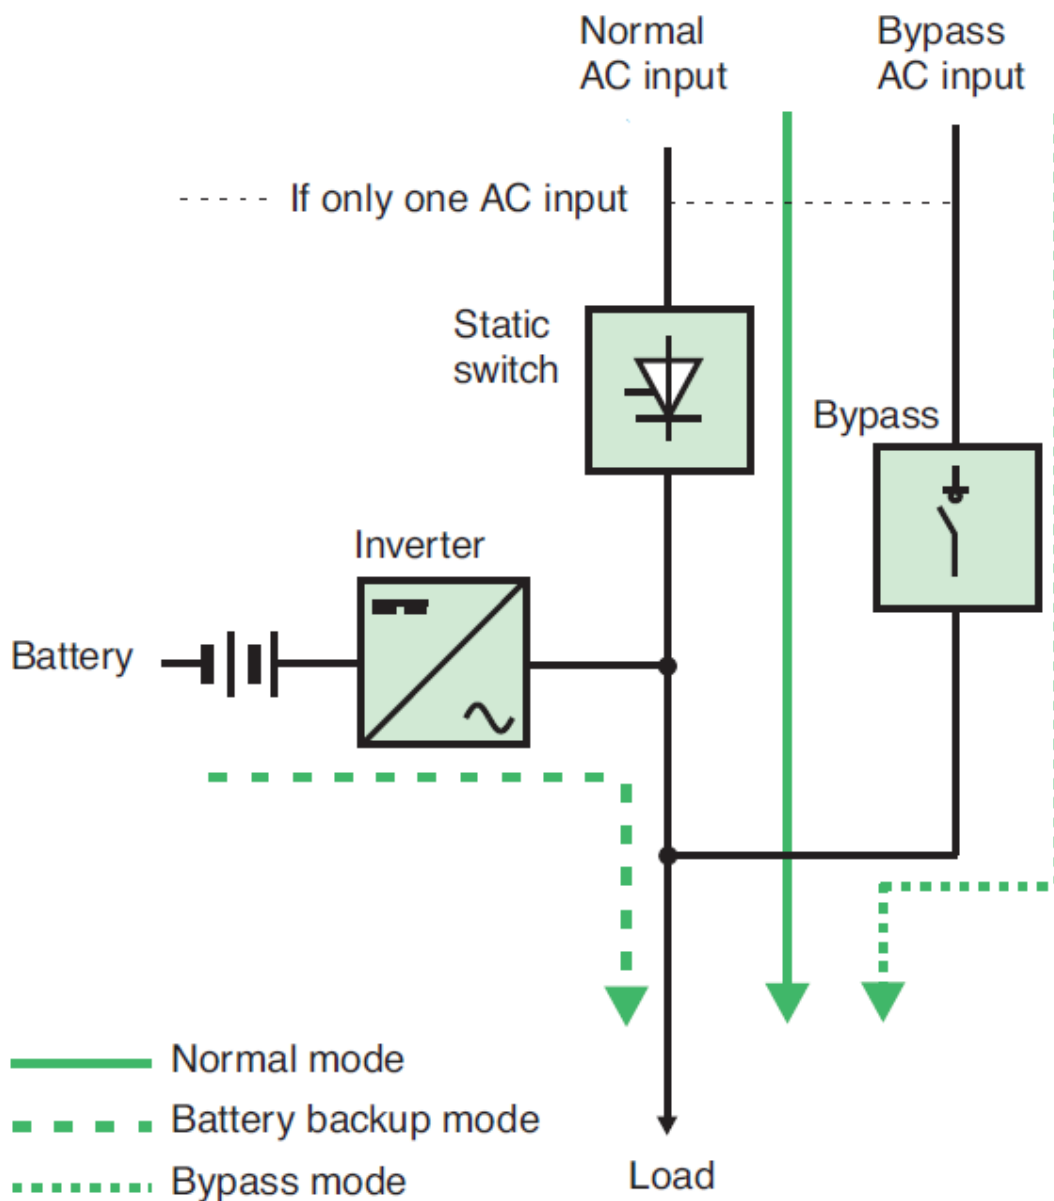 Normal
AC input
Bypass
AC input
If only one AC input
Static
switch
Bypass
Inverter
Battery
Normal mode
Battery backup mode
Bypass mode
Load